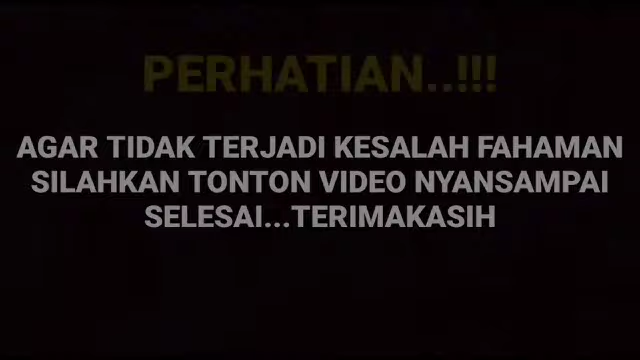 PERHATIAN..!!!
AGAR TIDAK TERJADI KESALAH FAHAMAN
SILAHKAN TONTON VIDEO NYANSAMPAI
SELESAI...TERIMAKASIH